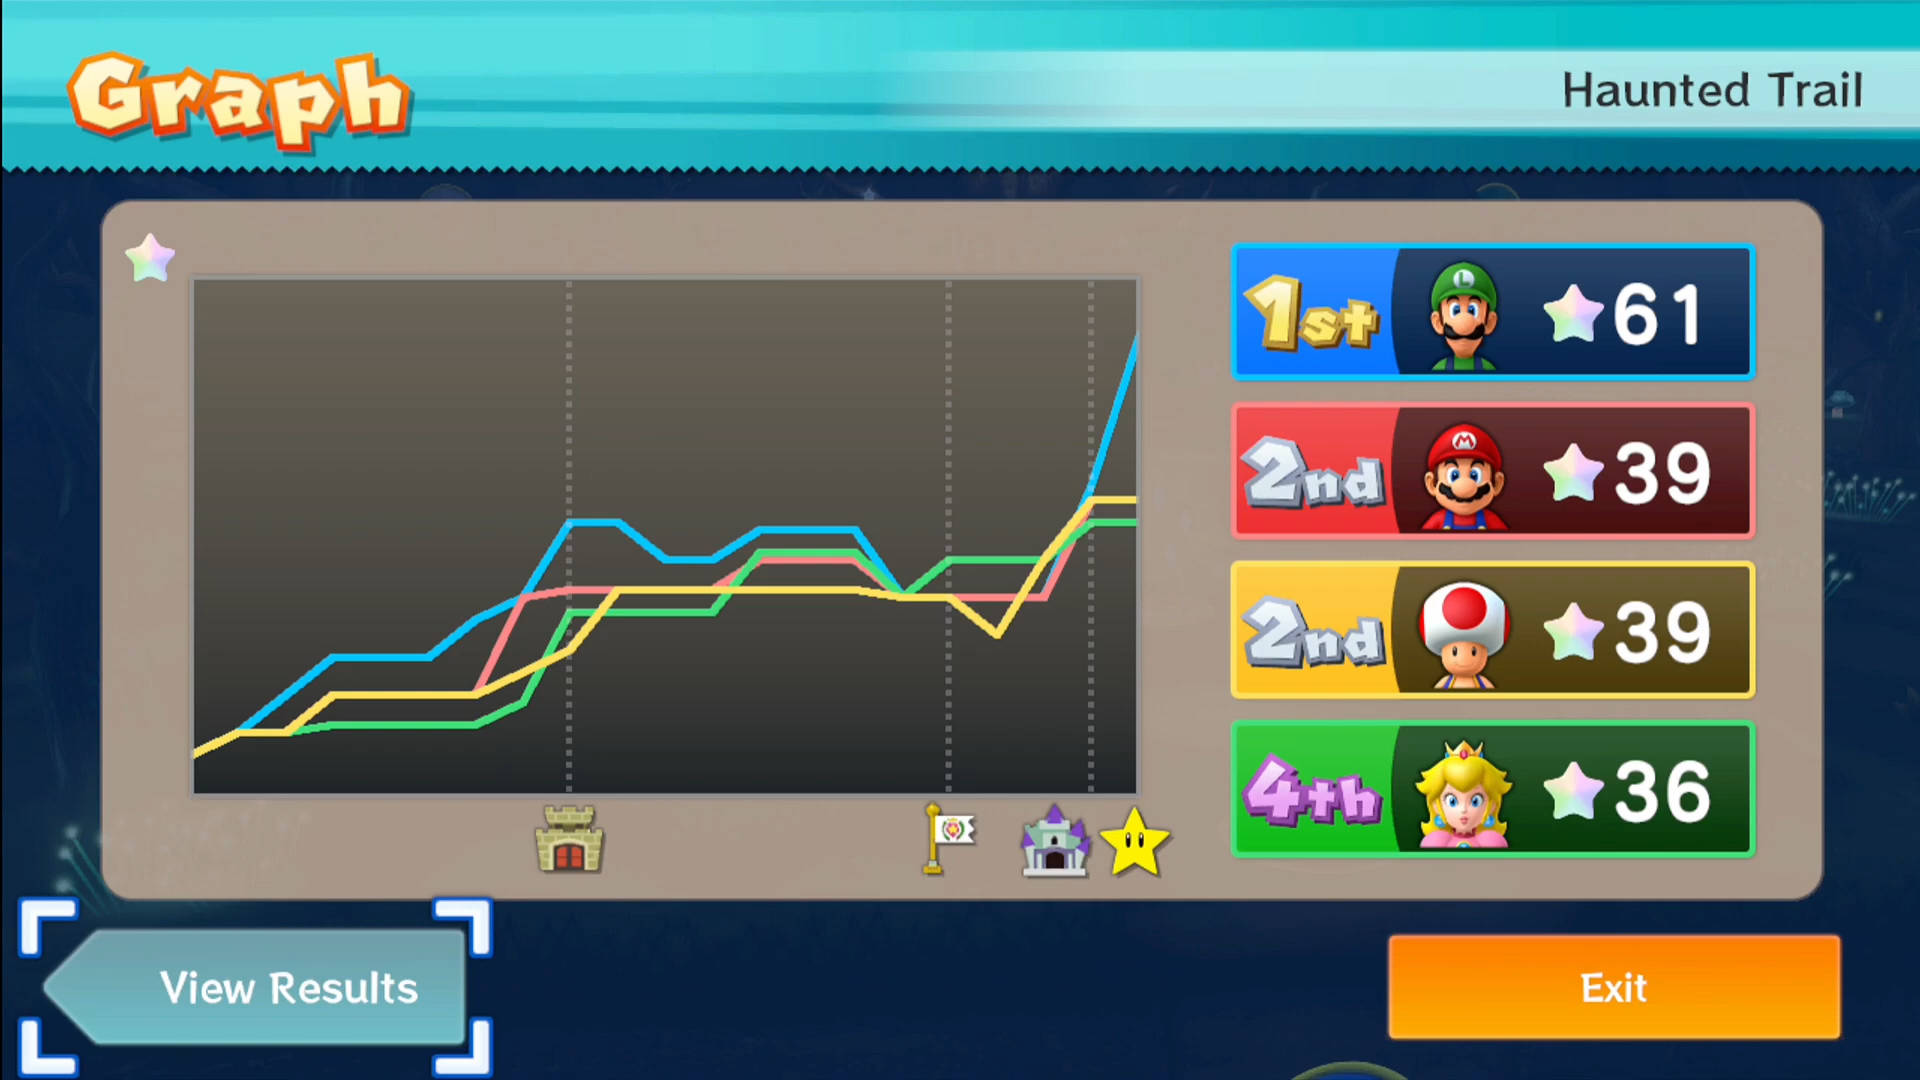 Graph
Haunted Trail
1st 61
2nd 39
2nd 39
4th 36
View Results
Exit